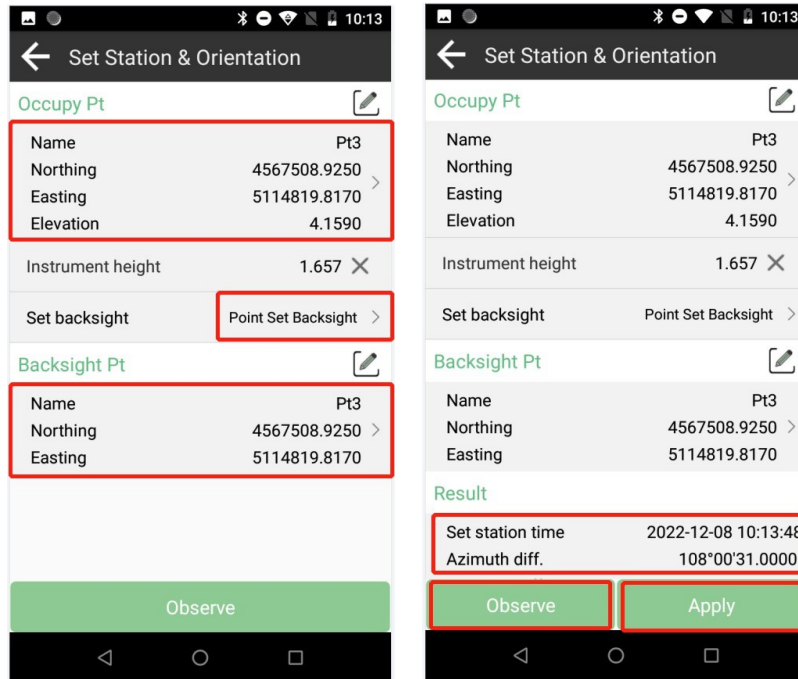 10:13
Set Station & Orientation
Occupy Pt
Name Pt3
Northing 4567508.9250
Easting 5114819.8170
Elevation 4.1590
Instrument height 1.657
Set backsight Point Set Backsight
Backsight Pt
Name Pt3
Northing 4567508.9250
Easting 5114819.8170
Observe
10:13
Set Station & Orientation
Occupy Pt
Name Pt3
Northing 4567508.9250
Easting 5114819.8170
Elevation 4.1590
Instrument height 1.657
Set backsight Point Set Backsight
Backsight Pt
Name Pt3
Northing 4567508.9250
Easting 5114819.8170
Result
Set station time 2022-12-08 10:13:48
Azimuth diff. 108°00'31.0000
Observe Apply